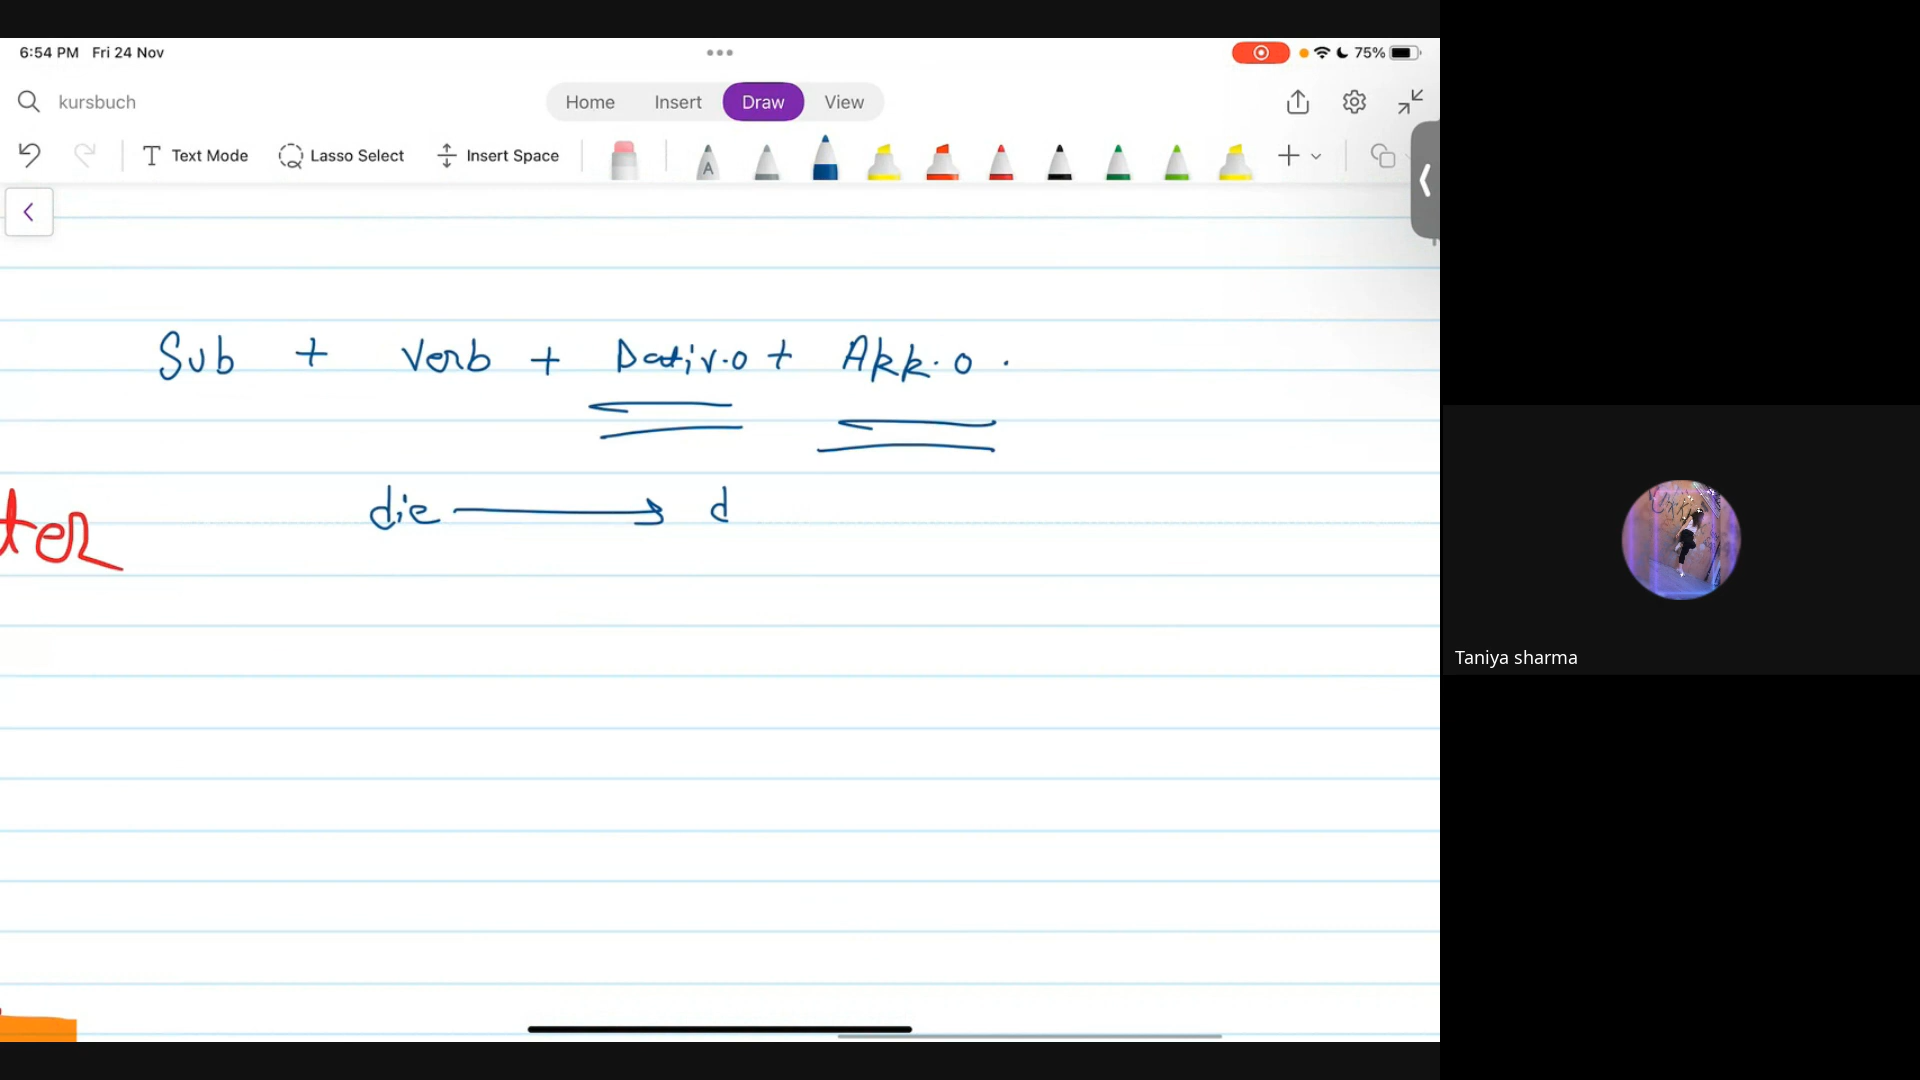 6:54 PM Fri 24 Nov 75%
kursbuch Home Insert Draw View
Text Mode Lasso Select Insert Space A
Sub + Verb + Dativ.o + Akk.o.
die → d
ter
Taniya sharma